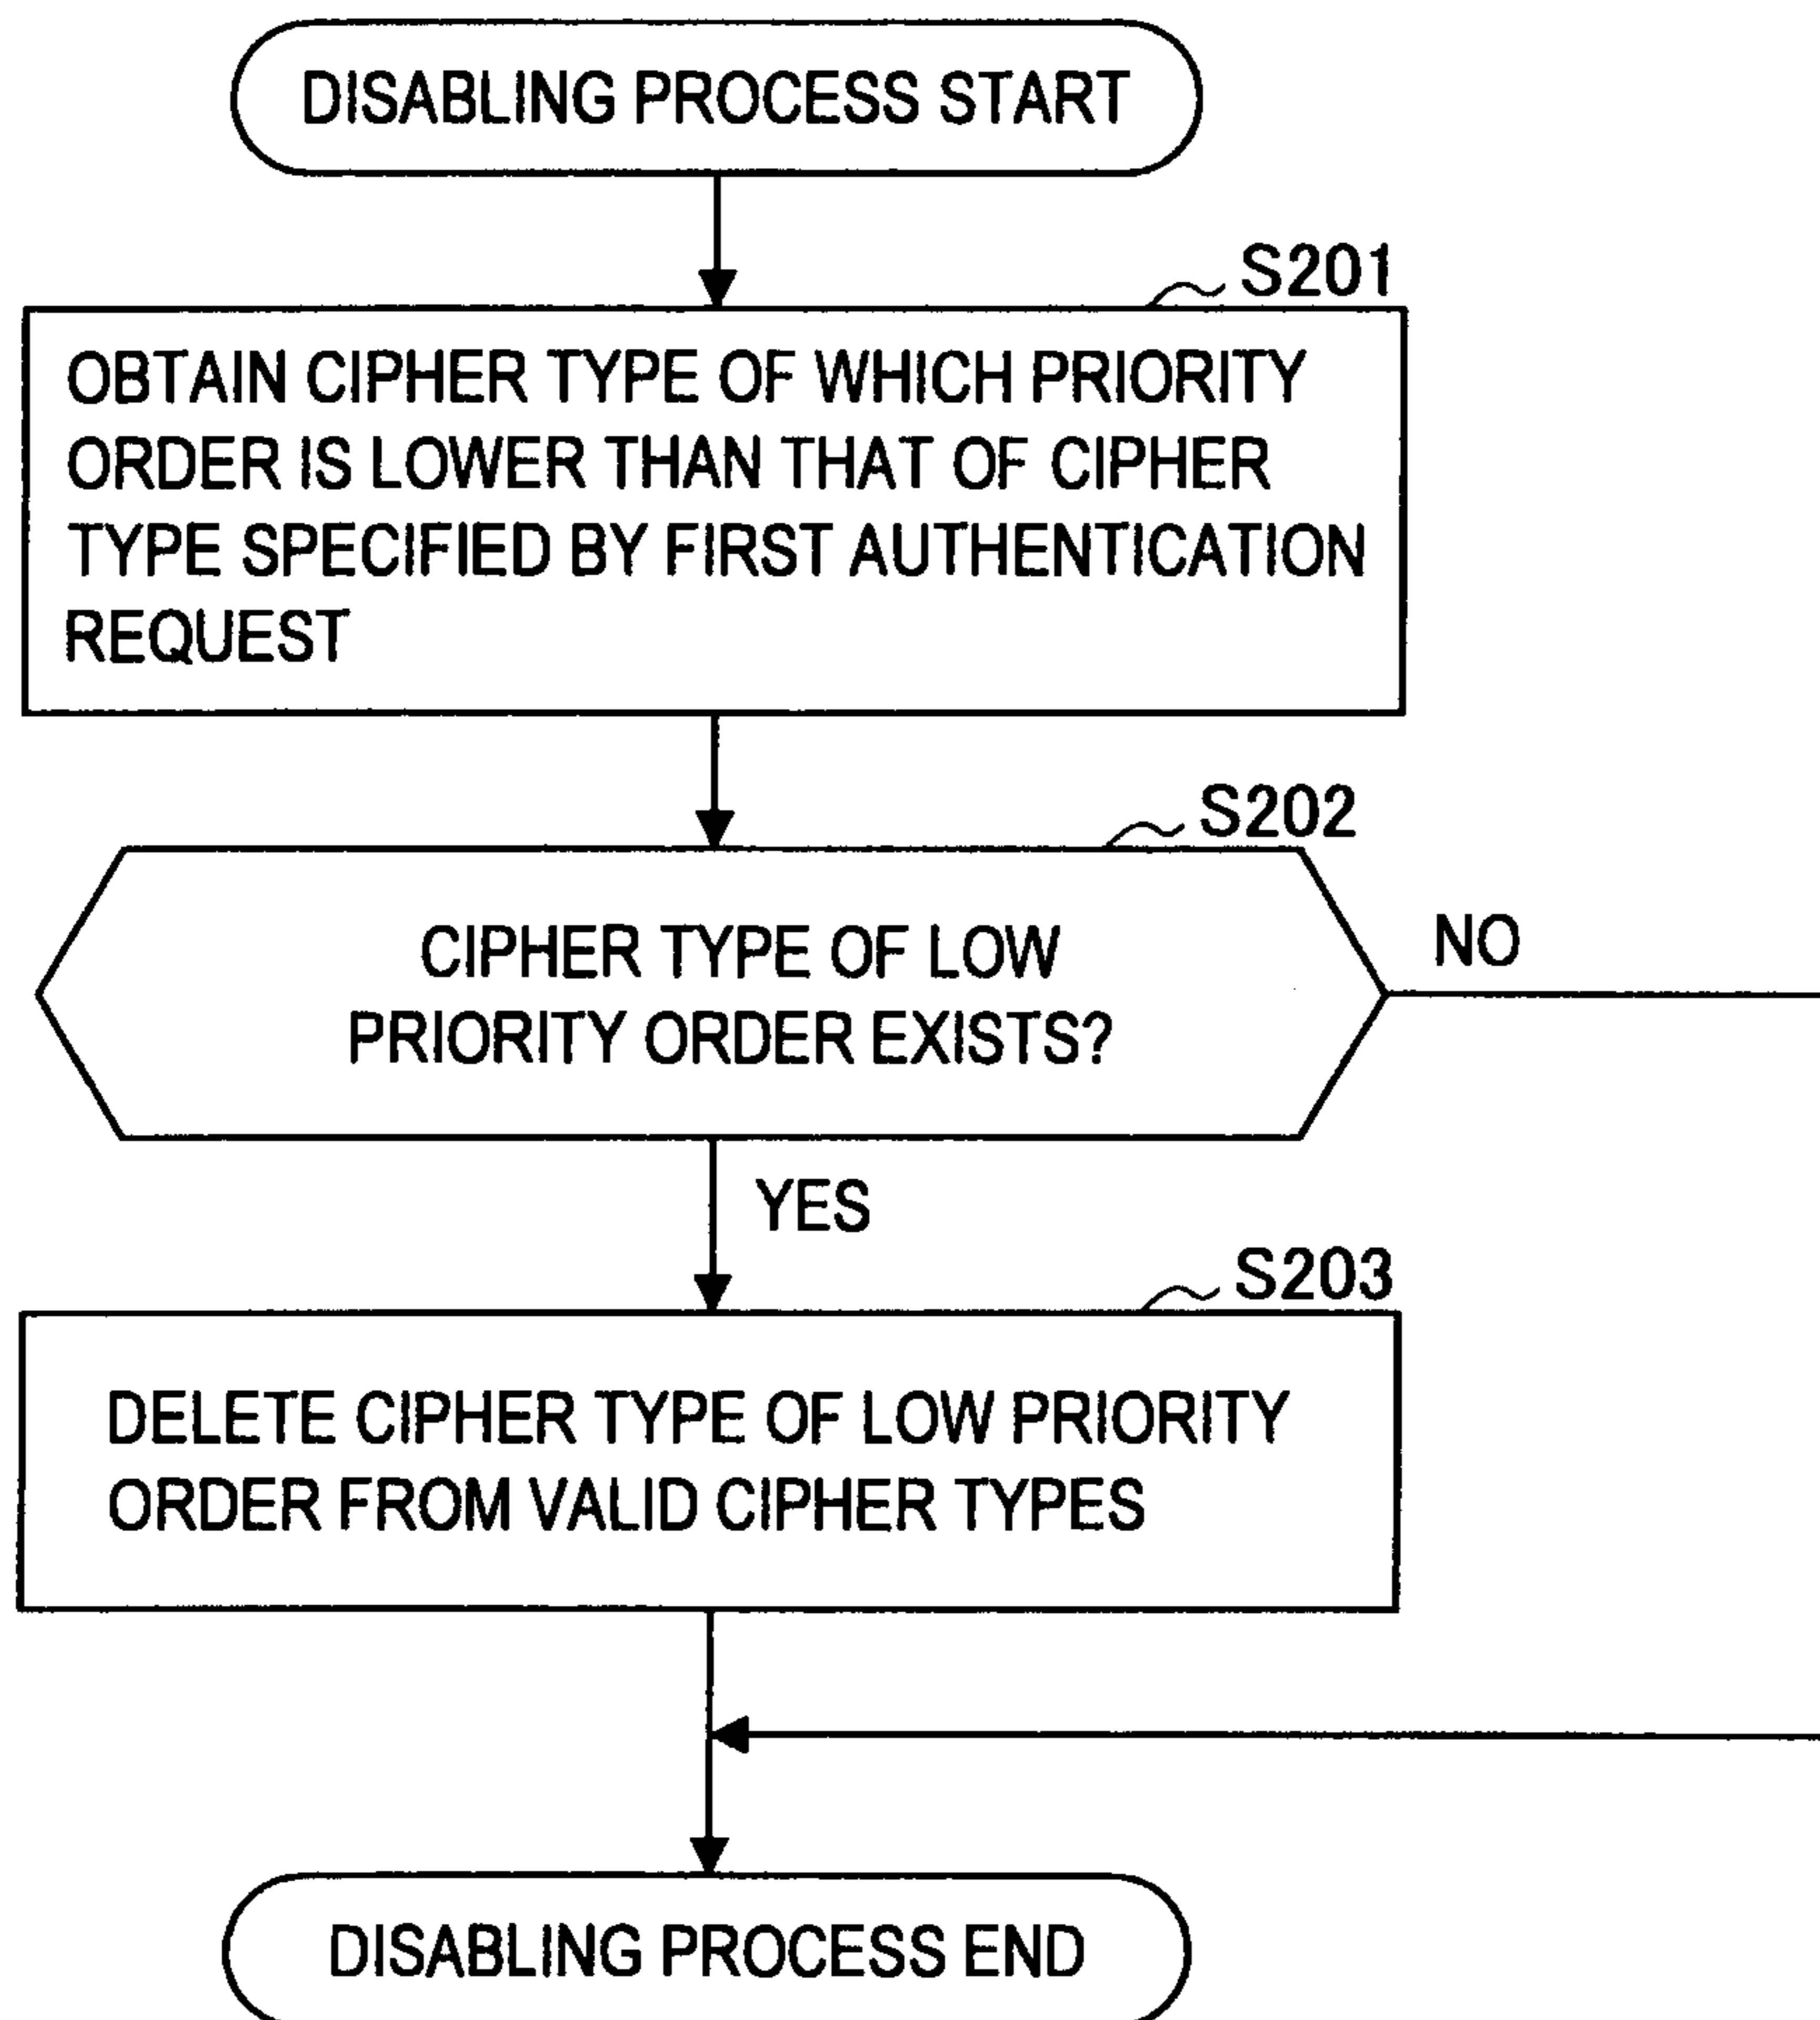 DISABLING PROCESS START
S201
OBTAIN CIPHER TYPE OF WHICH PRIORITY
ORDER IS LOWER THAN THAT OF CIPHER
TYPE SPECIFIED BY FIRST AUTHENTICATION
REQUEST
S202
CIPHER TYPE OF LOW
PRIORITY ORDER EXISTS?
NO
YES
S203
DELETE CIPHER TYPE OF LOW PRIORITY
ORDER FROM VALID CIPHER TYPES
DISABLING PROCESS END